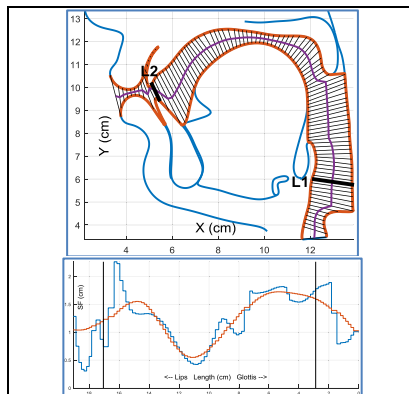 13
12
11
10
9
8
7
6
5
4
Y (cm)
L2
L1
X (cm)
4 6 8 10 12
2
1.5
1
0.5
0
SF (cm)
<-- Lips Length (cm) Glottis -->
18 16 14 12 10 8 6 4 2 0